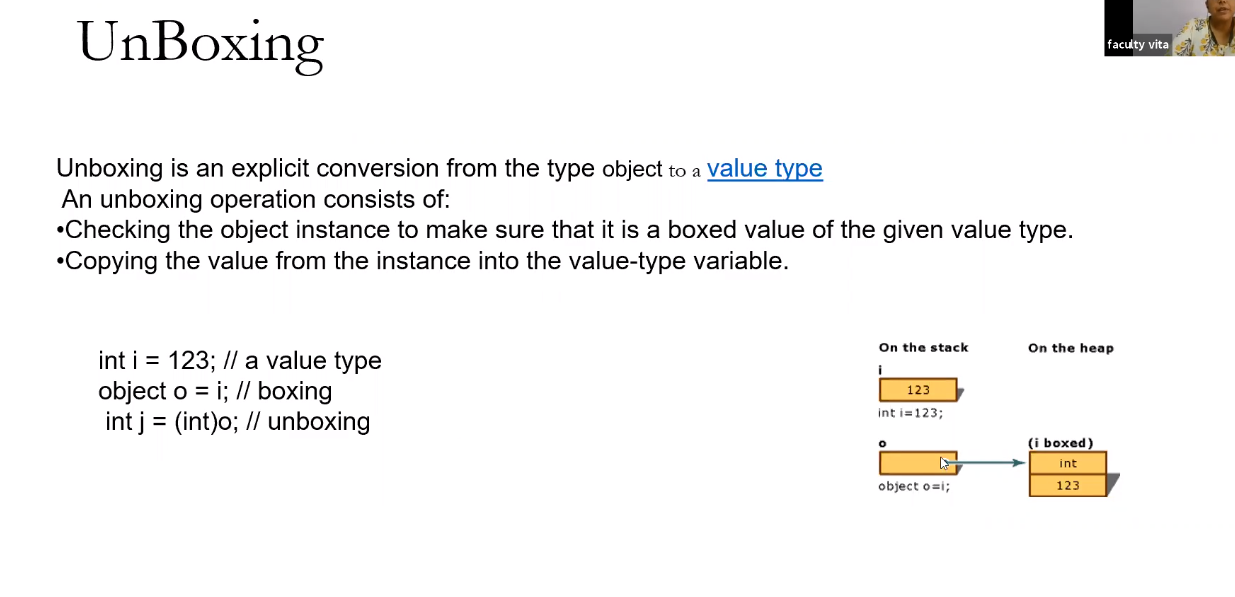 UnBoxing
faculty vita
Unboxing is an explicit conversion from the type object to a value type
An unboxing operation consists of:
•Checking the object instance to make sure that it is a boxed value of the given value type.
•Copying the value from the instance into the value-type variable.
int i = 123; // a value type
object o = i; // boxing
int j = (int)o; // unboxing
On the stack
On the heap
i
123
int i=123;
o
(i boxed)
int
object o=i;
123